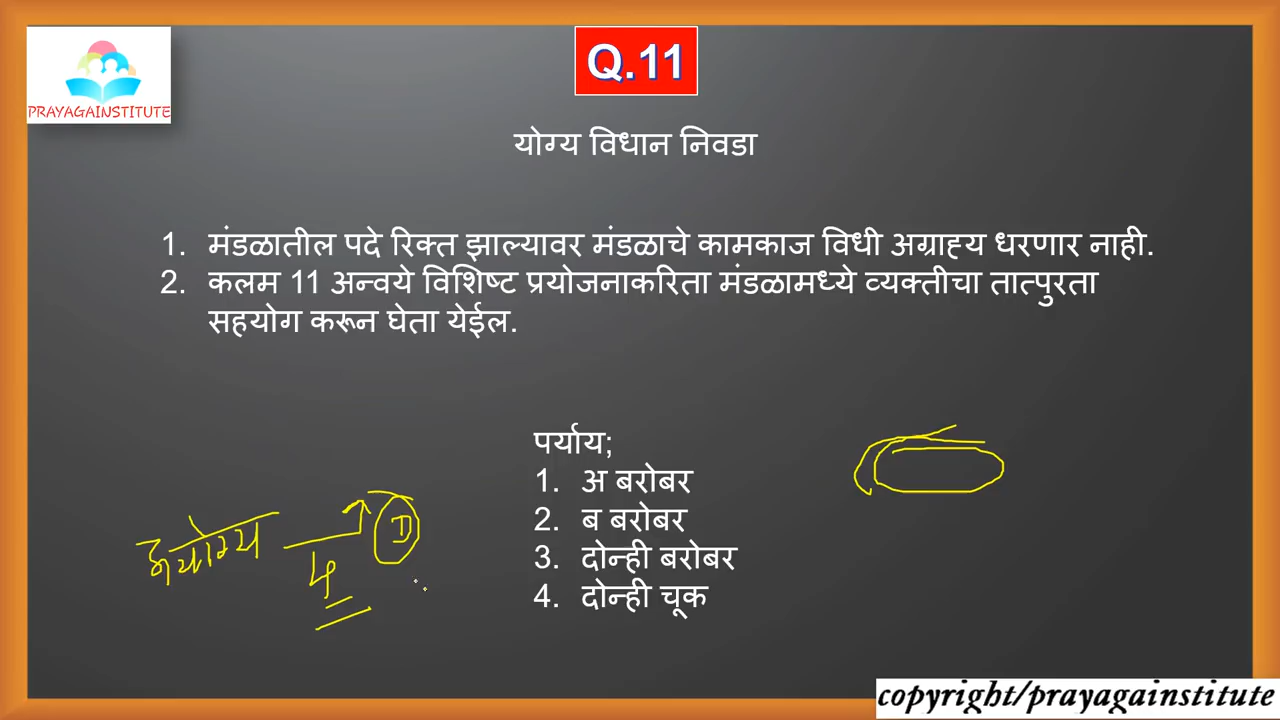 PRAYAGAINSTITUTE
Q.11
योग्य विधान निवडा
1. मंडळातील पदे रिक्त झाल्यावर मंडळाचे कामकाज विधी अग्राह्य धरणार नाही.
2. कलम 11 अन्वये विशिष्ट प्रयोजनाकरिता मंडळामध्ये व्यक्तीचा तात्पुरता
सहयोग करून घेता येईल.
पर्याय;
1. अ बरोबर
2. ब बरोबर
3. दोन्ही बरोबर
4. दोन्ही चूक
copyright/prayagainstitute